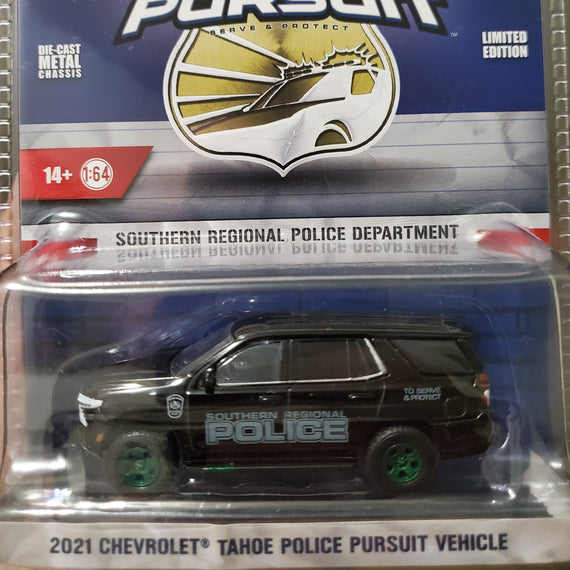 PURSUIT
SERVE & PROTECT
™
DIE-CAST
METAL
CHASSIS
LIMITED
EDITION
14+ 1:64
SOUTHERN REGIONAL POLICE DEPARTMENT
TO SERVE
& PROTECT
SOUTHERN REGIONAL
POLICE
2021 CHEVROLET® TAHOE POLICE PURSUIT VEHICLE